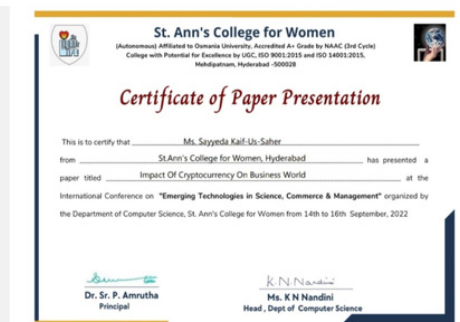 St. Ann's College for Women
(Autonomous) Affiliated to Osmania University, Accredited A+ Grade by NAAC (3rd Cycle)
College with Potential for Excellence by UGC, ISO 9001:2015 and ISO 14001:2015,
Mehdipatnam, Hyderabad -500028
Certificate of Paper Presentation
This is to certify that Ms. Sayyeda Kaif-Us-Saher
from St.Ann's College for Women, Hyderabad has presented a
paper titled Impact Of Cryptocurrency On Business World at the
International Conference on "Emerging Technologies in Science, Commerce & Management" organized by
the Department of Computer Science, St. Ann's College for Women from 14th to 16th September, 2022
K.N.Nandini
Dr. Sr. P. Amrutha
Principal
Ms. K N Nandini
Head , Dept of Computer Science